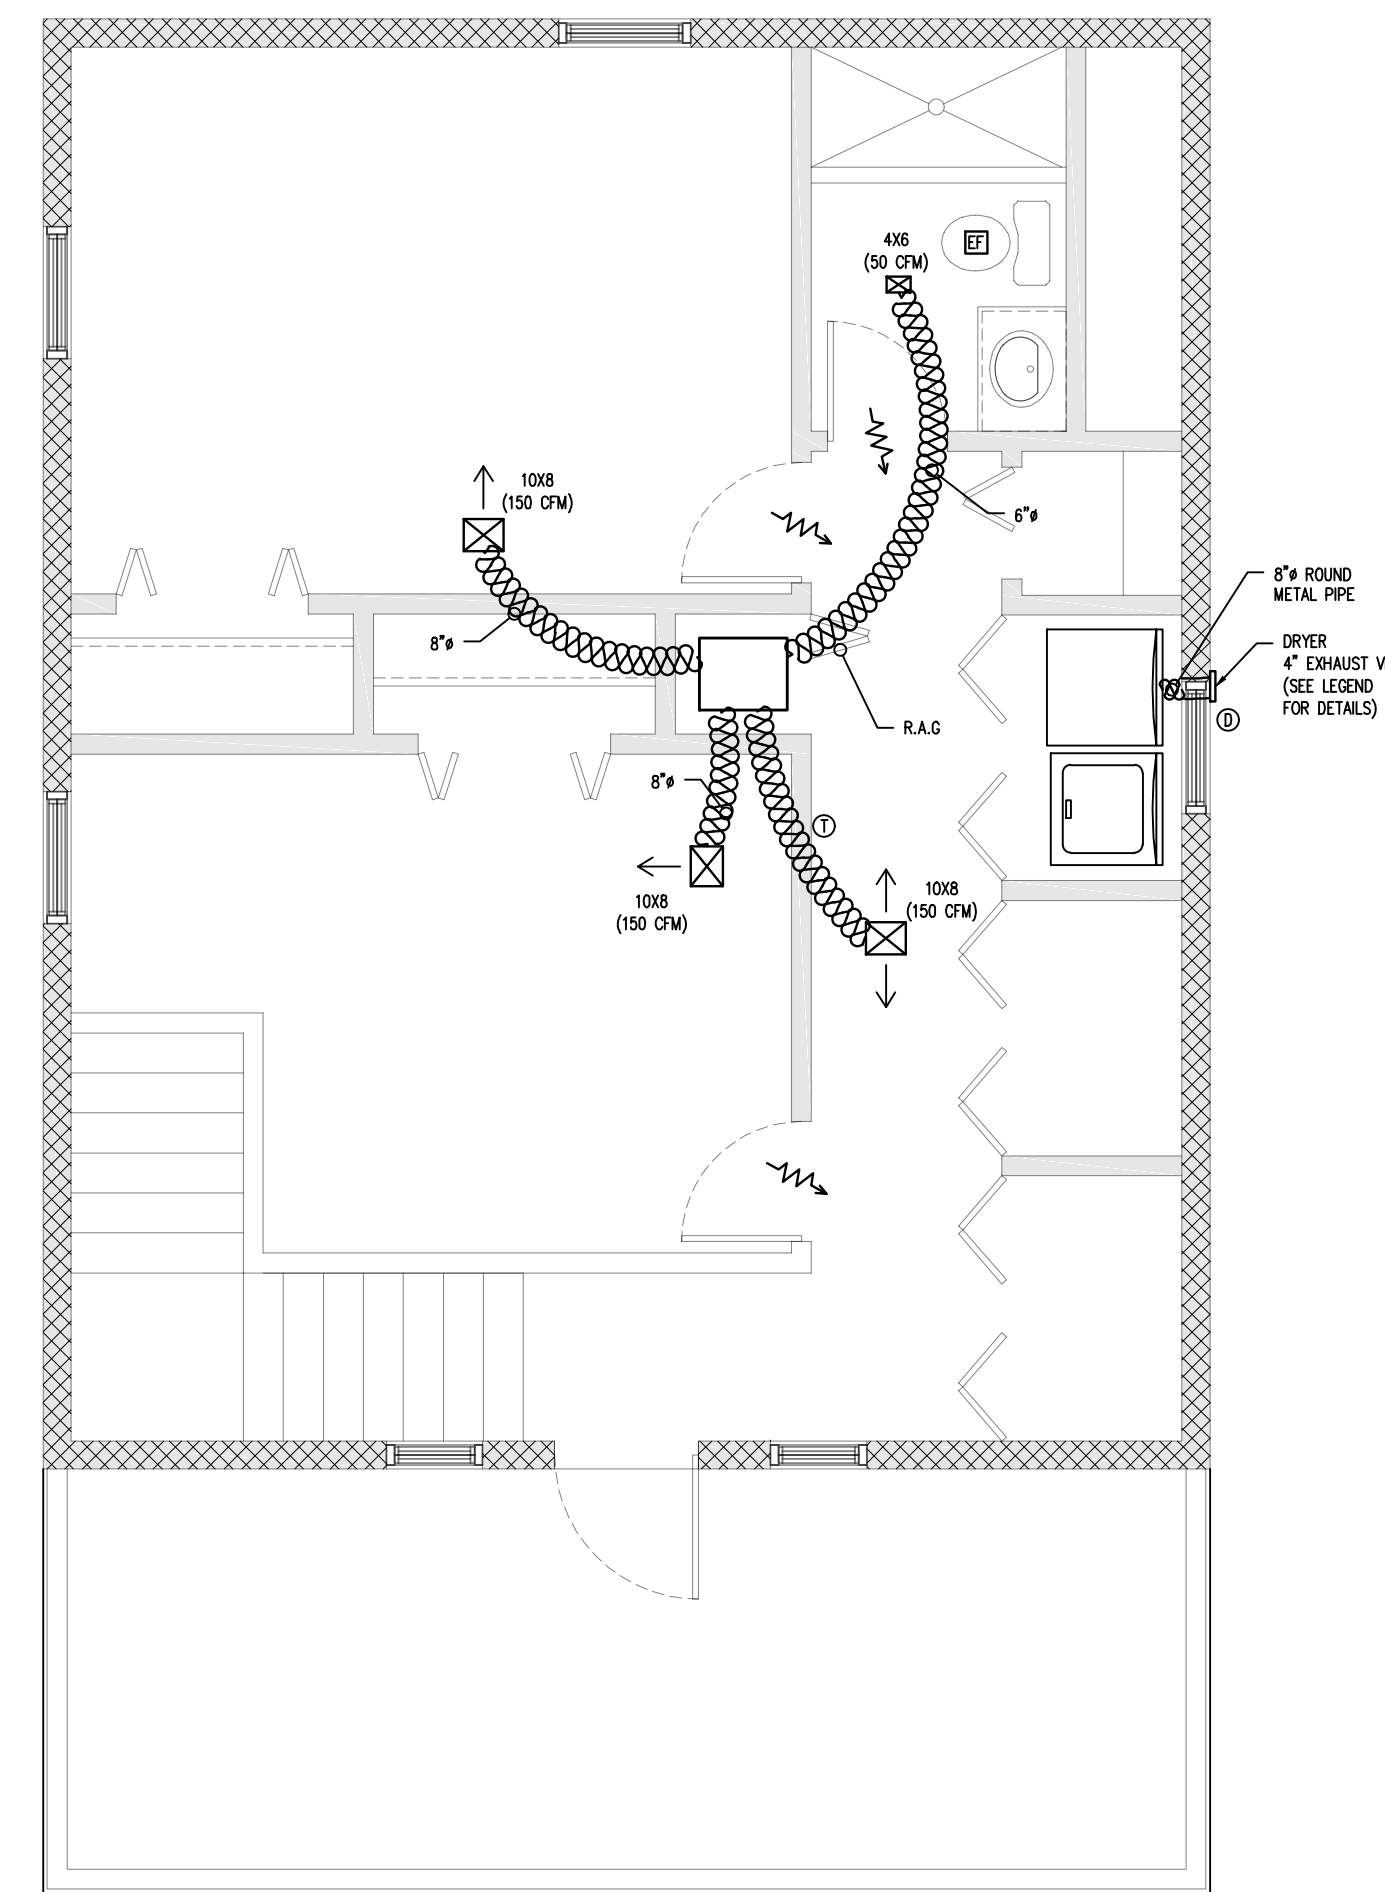 4X6
(50 CFM)
EF
10X8
(150 CFM)
6"ø
8"ø ROUND
METAL PIPE
8"ø
DRYER
4" EXHAUST V
(SEE LEGEND
FOR DETAILS)
D
R.A.G
8"ø
T
10X8
(150 CFM)
10X8
(150 CFM)